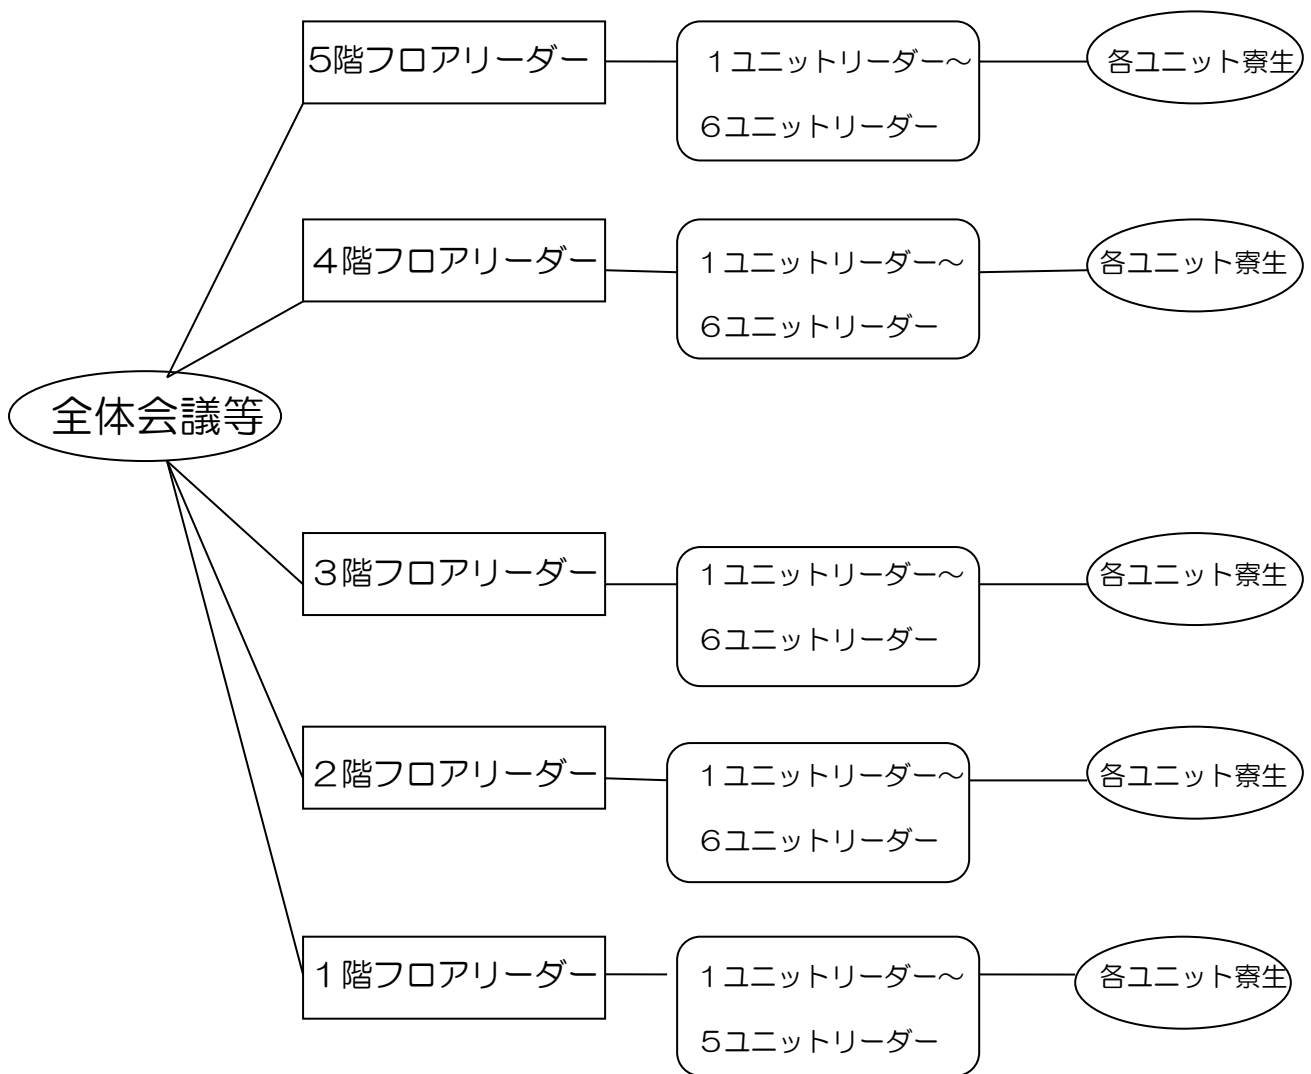 5階フロアリーダー
１ユニットリーダー～
６ユニットリーダー
各ユニット寮生
４階フロアリーダー
１ユニットリーダー～
６ユニットリーダー
各ユニット寮生
全体会議等
３階フロアリーダー
１ユニットリーダー～
６ユニットリーダー
各ユニット寮生
２階フロアリーダー
１ユニットリーダー～
６ユニットリーダー
各ユニット寮生
１階フロアリーダー
１ユニットリーダー～
５ユニットリーダー
各ユニット寮生